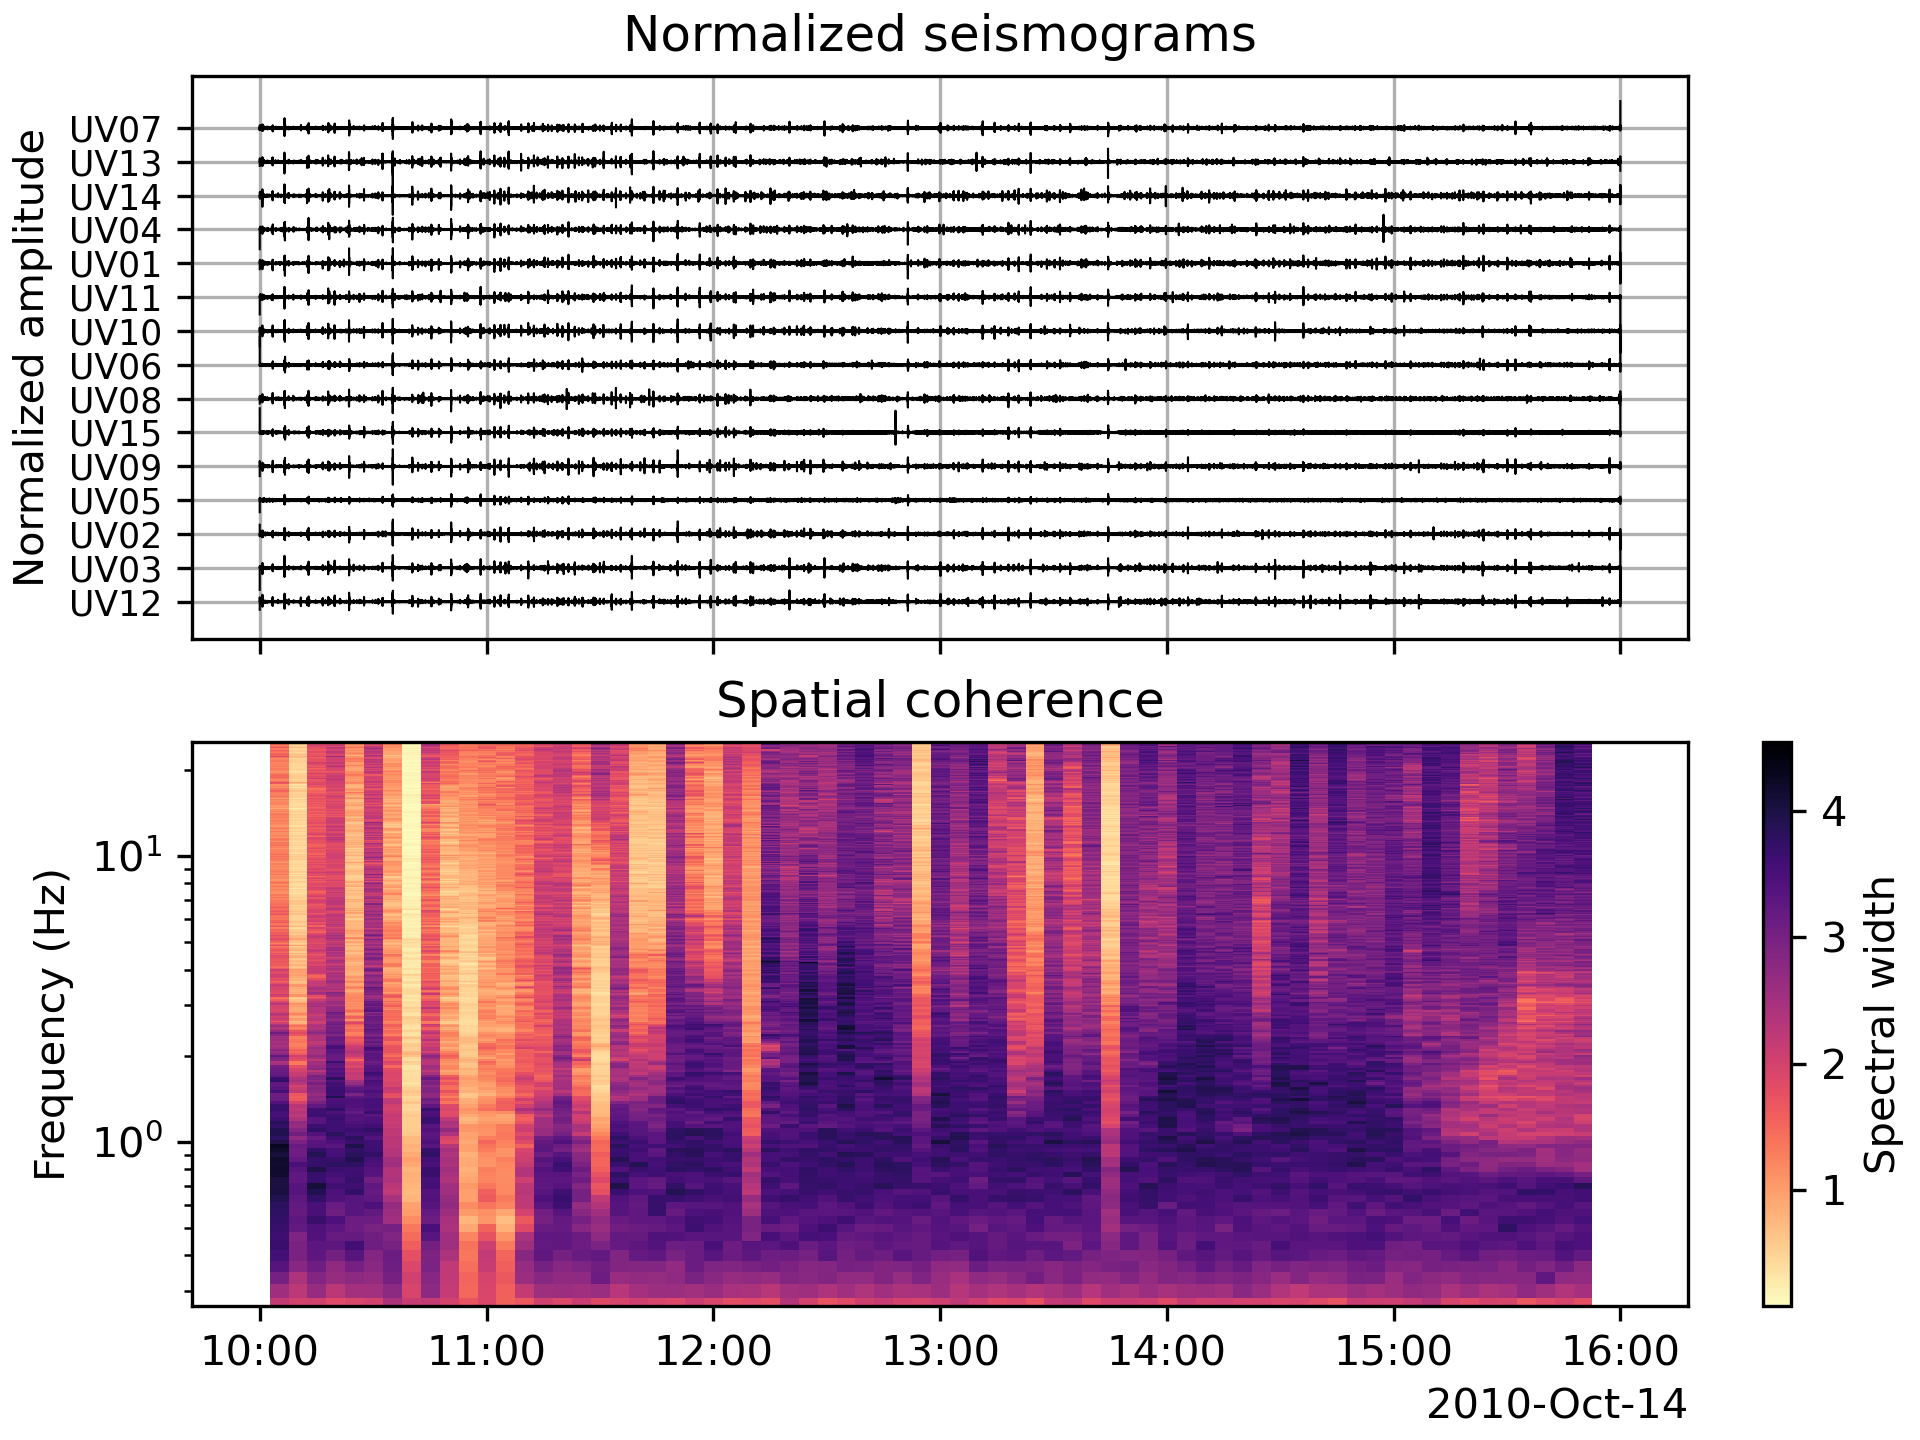 Normalized seismograms
Normalized amplitude
UV07
UV13
UV14
UV04
UV01
UV11
UV10
UV06
UV08
UV15
UV09
UV05
UV02
UV03
UV12
Spatial coherence
Frequency (Hz)
10¹
10⁰
10:00 11:00 12:00 13:00 14:00 15:00 16:00
2010-Oct-14
4
3
2
1
Spectral width